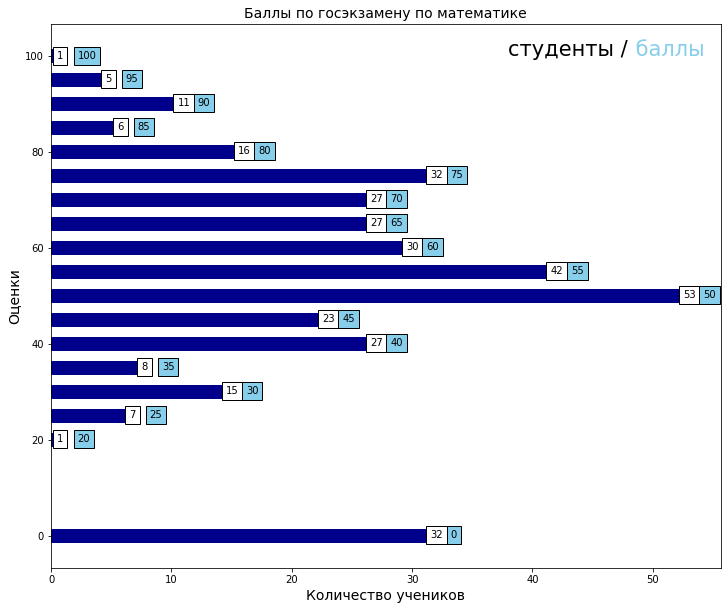 Баллы по госэкзамену по математике
студенты / баллы
100 1 100
5 95
11 90
6 85
80 16 80
32 75
27 70
27 65
60 30 60
42 55
53 50
23 45
40 27 40
8 35
15 30
7 25
20 1 20
0 32 0
Оценки
0 10 20 30 40 50
Количество учеников